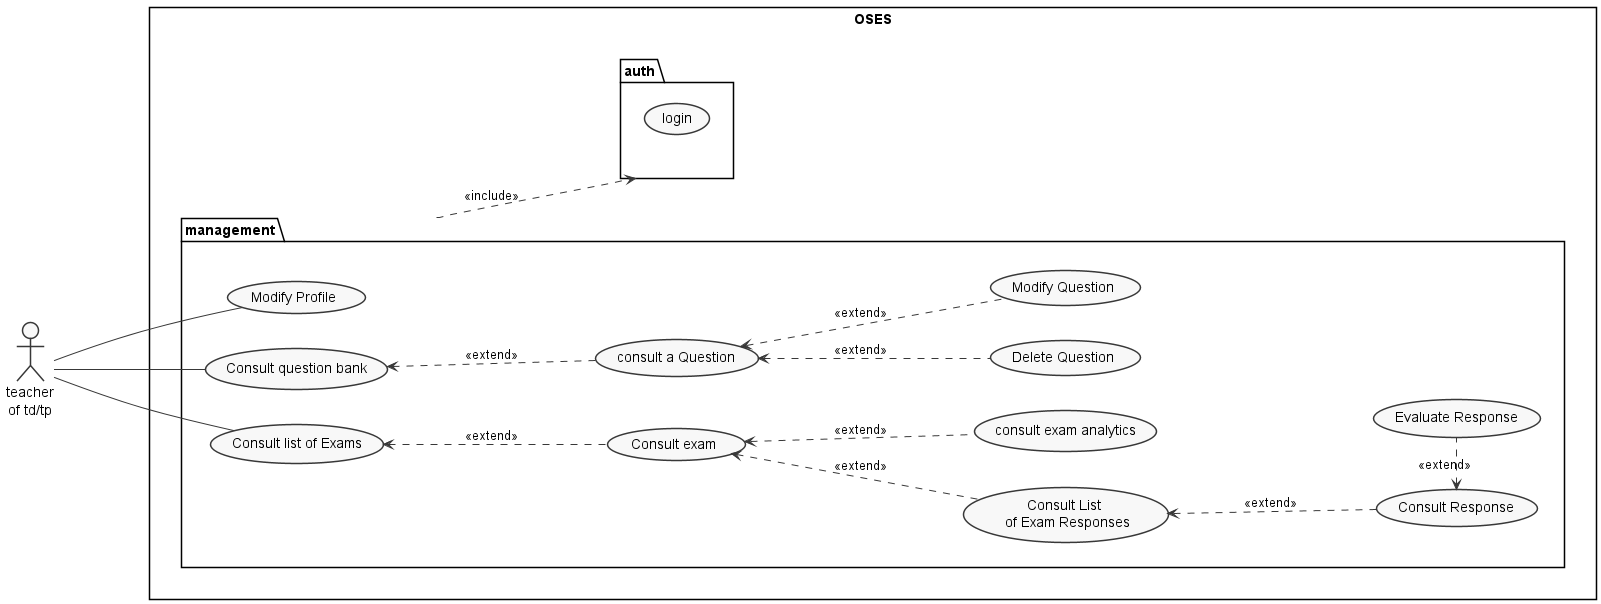 OSES
auth
login
«include»
management
Modify Profile
Modify Question
«extend»
consult a Question
«extend»
Delete Question
«extend»
Consult question bank
teacher
of td/tp
Consult list of Exams
«extend»
Consult exam
«extend»
consult exam analytics
«extend»
Evaluate Response
«extend»
Consult List
of Exam Responses
«extend»
Consult Response